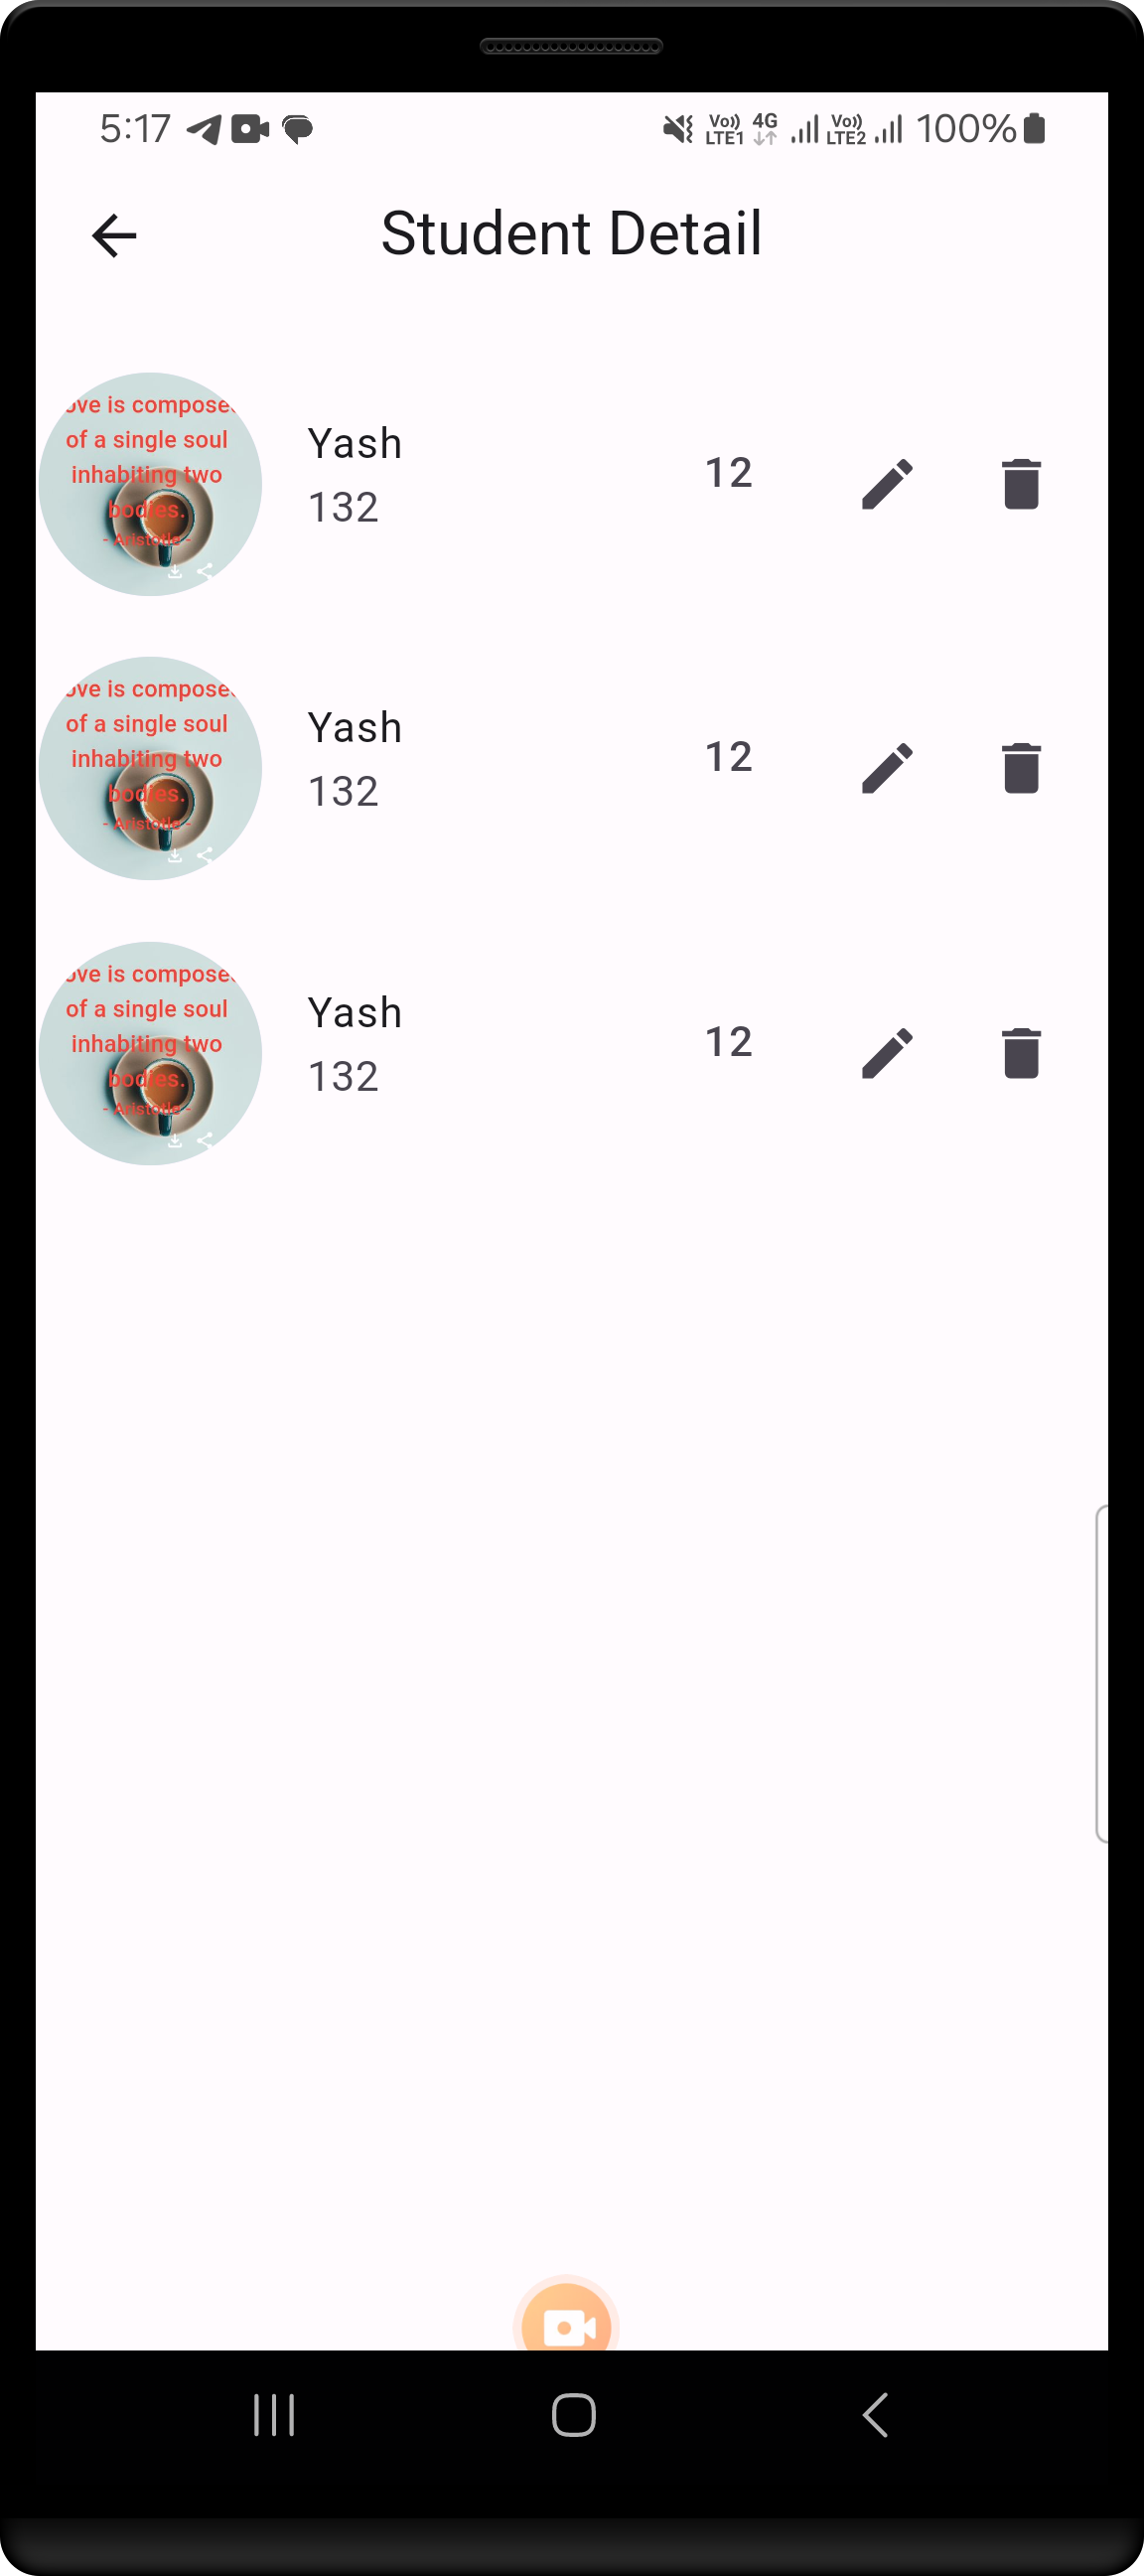 5:17 Vo)) LTE1 4G Vo)) LTE2 100%
Student Detail
ove is compose
of a single soul
inhabiting two
bodies.
- Aristotle -
Yash
132
12
ove is compose
of a single soul
inhabiting two
bodies.
- Aristotle -
Yash
132
12
ove is compose
of a single soul
inhabiting two
bodies.
- Aristotle -
Yash
132
12